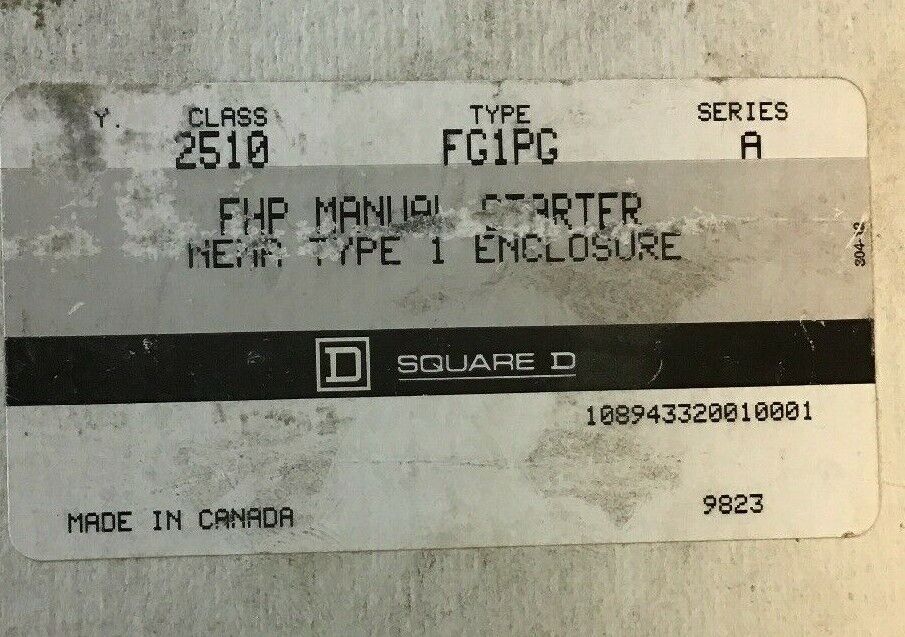 Y. CLASS TYPE SERIES
2510 FG1PG A
FHP MANUAL STARTER
NEMA TYPE 1 ENCLOSURE
D SQUARE D
108943320010001
9823
MADE IN CANADA